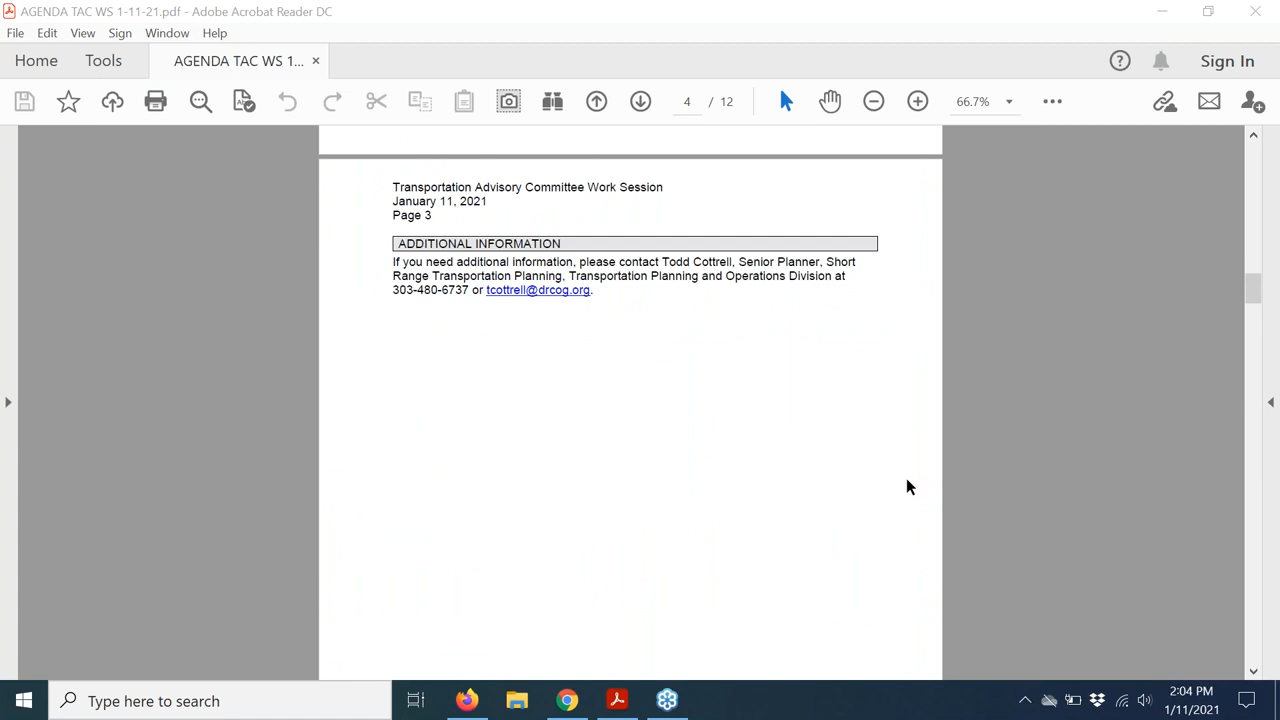 AGENDA TAC WS 1-11-21.pdf - Adobe Acrobat Reader DC
File Edit View Sign Window Help
Home Tools AGENDA TAC WS 1... × Sign In
4 / 12 66.7%
Transportation Advisory Committee Work Session
January 11, 2021
Page 3
ADDITIONAL INFORMATION
If you need additional information, please contact Todd Cottrell, Senior Planner, Short
Range Transportation Planning, Transportation Planning and Operations Division at
303-480-6737 or tcottrell@drcog.org.
Type here to search
2:04 PM
1/11/2021